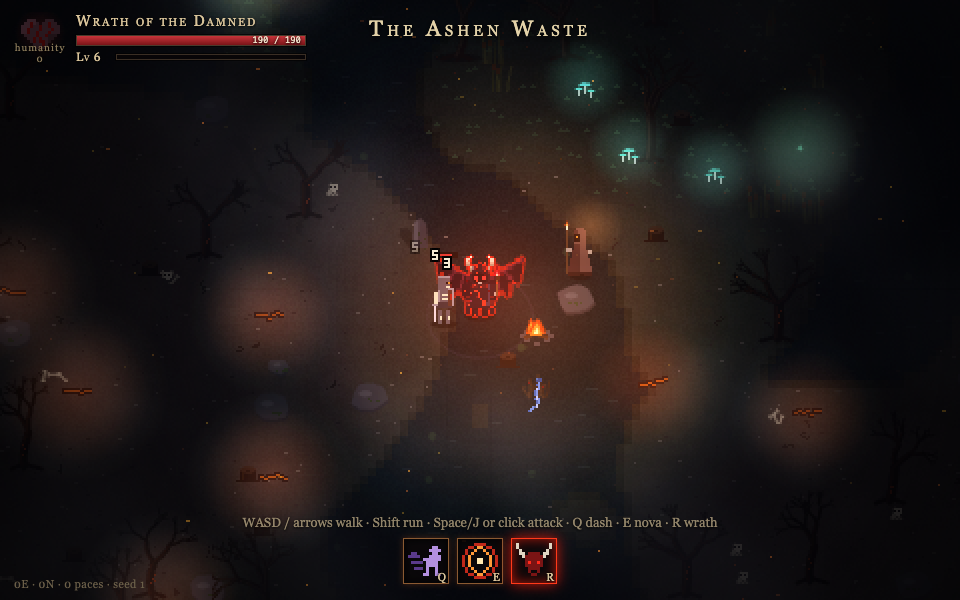 Wrath of the Damned
The Ashen Waste
190 / 190
humanity
0
Lv 6
5
5
3
WASD / arrows walk · Shift run · Space/J or click attack · Q dash · E nova · R wrath
Q
E
R
0E · 0N · 0 paces · seed 1